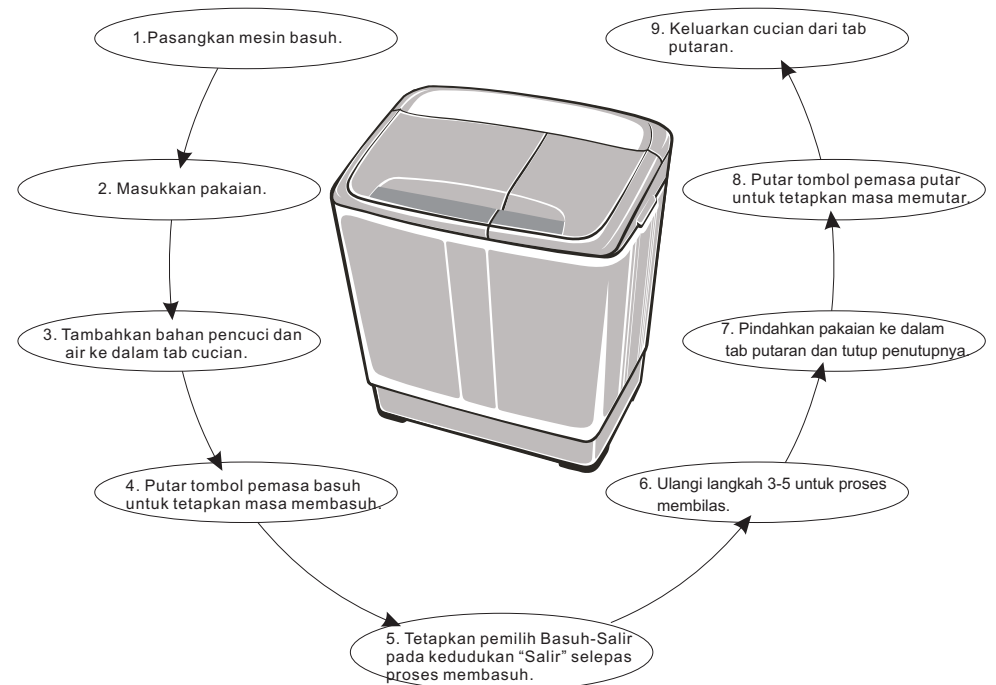 1.Pasangkan mesin basuh.
2. Masukkan pakaian.
3. Tambahkan bahan pencuci dan
air ke dalam tab cucian.
4. Putar tombol pemasa basuh
untuk tetapkan masa membasuh.
5. Tetapkan pemilih Basuh-Salir
pada kedudukan “Salir” selepas
proses membasuh.
6. Ulangi langkah 3-5 untuk proses
membilas.
7. Pindahkan pakaian ke dalam
tab putaran dan tutup penutupnya.
8. Putar tombol pemasa putar
untuk tetapkan masa memutar.
9. Keluarkan cucian dari tab
putaran.